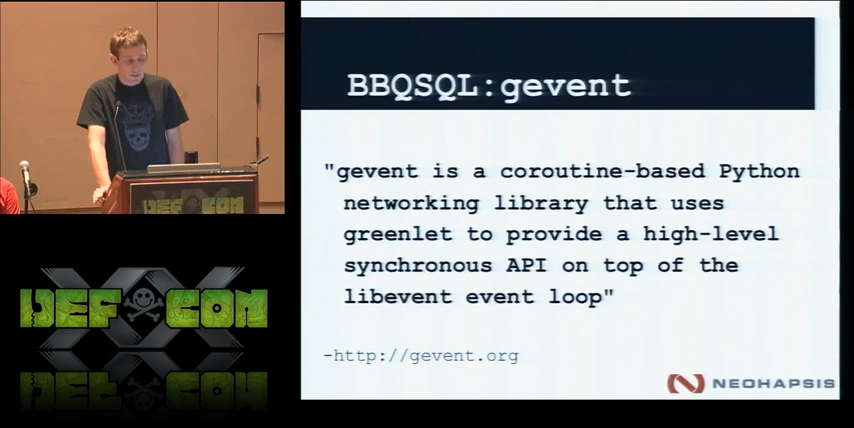 BBQSQL:gevent
"gevent is a coroutine-based Python
networking library that uses
greenlet to provide a high-level
synchronous API on top of the
libevent event loop"
-http://gevent.org
NEOHAPSIS
DEF CON
DEF CON
XX